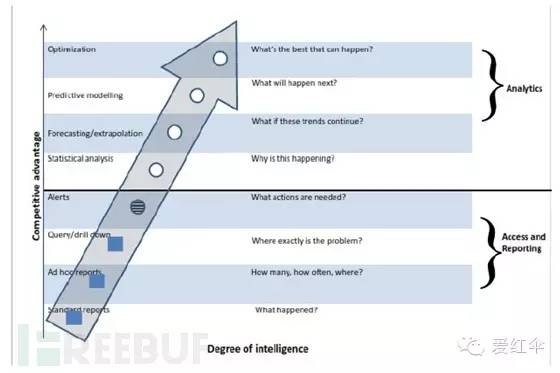 Competitive advantage
Optimization What's the best that can happen?
Predictive modelling What will happen next?
Forecasting/extrapolation What if these trends continue?
Statistical analysis Why is this happening?
Analytics
Alerts What actions are needed?
Query/drill down Where exactly is the problem?
Ad hoc reports How many, how often, where?
Standard reports What happened?
Access and
Reporting
Degree of intelligence
FREEBUF
爱红伞